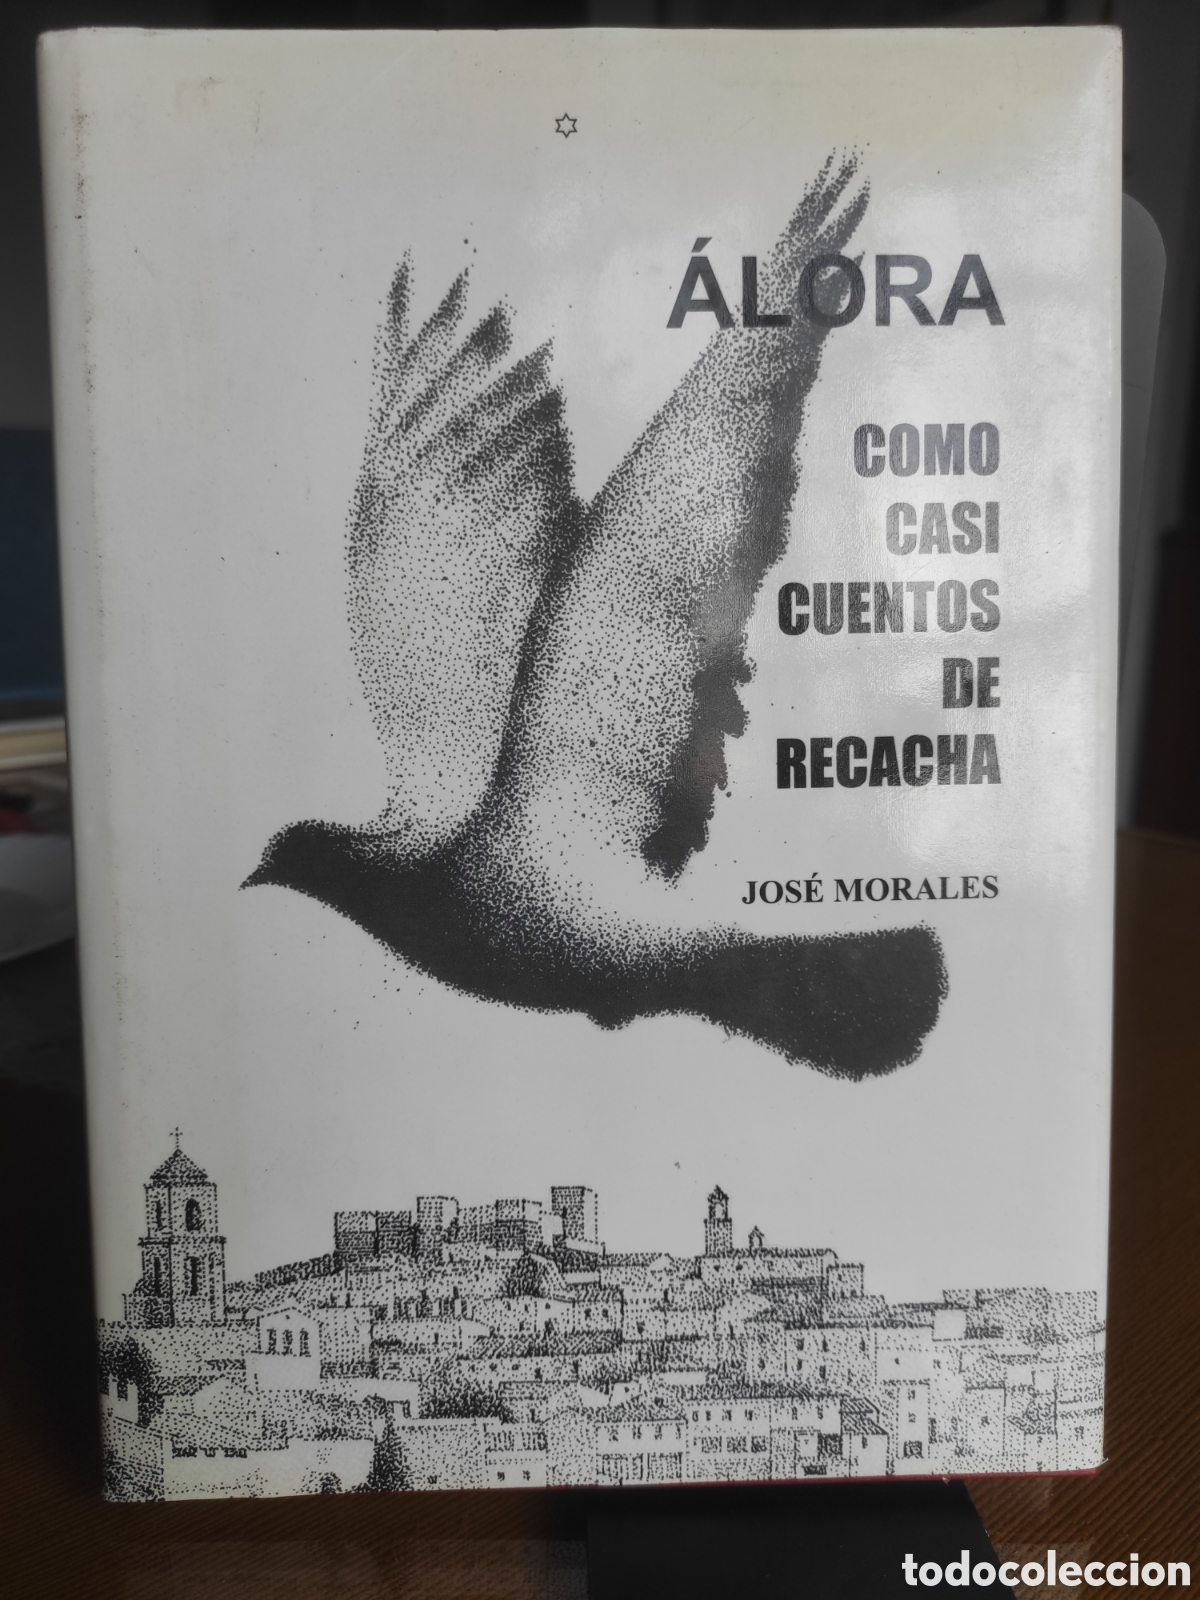 ÁLORA
COMO
CASI
CUENTOS
DE
RECACHA
JOSÉ MORALES
todocoleccion